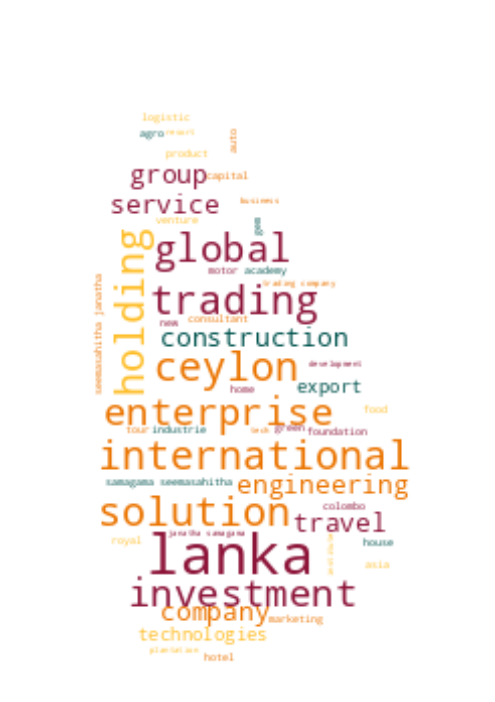 logistic
agro resort
auto
product
group capital
service business
venture
gem
holding
global
motor academy
seemasahitha janatha
trading company
trading
new consultant
construction
ceylon development
home export
enterprise food
tour industrie tech green foundation
international
samagama seemasahitha engineering
solution colombo
travel
janatha samagama
royal lanka house
asia
investment
company marketing
technologies
plantation
hotel